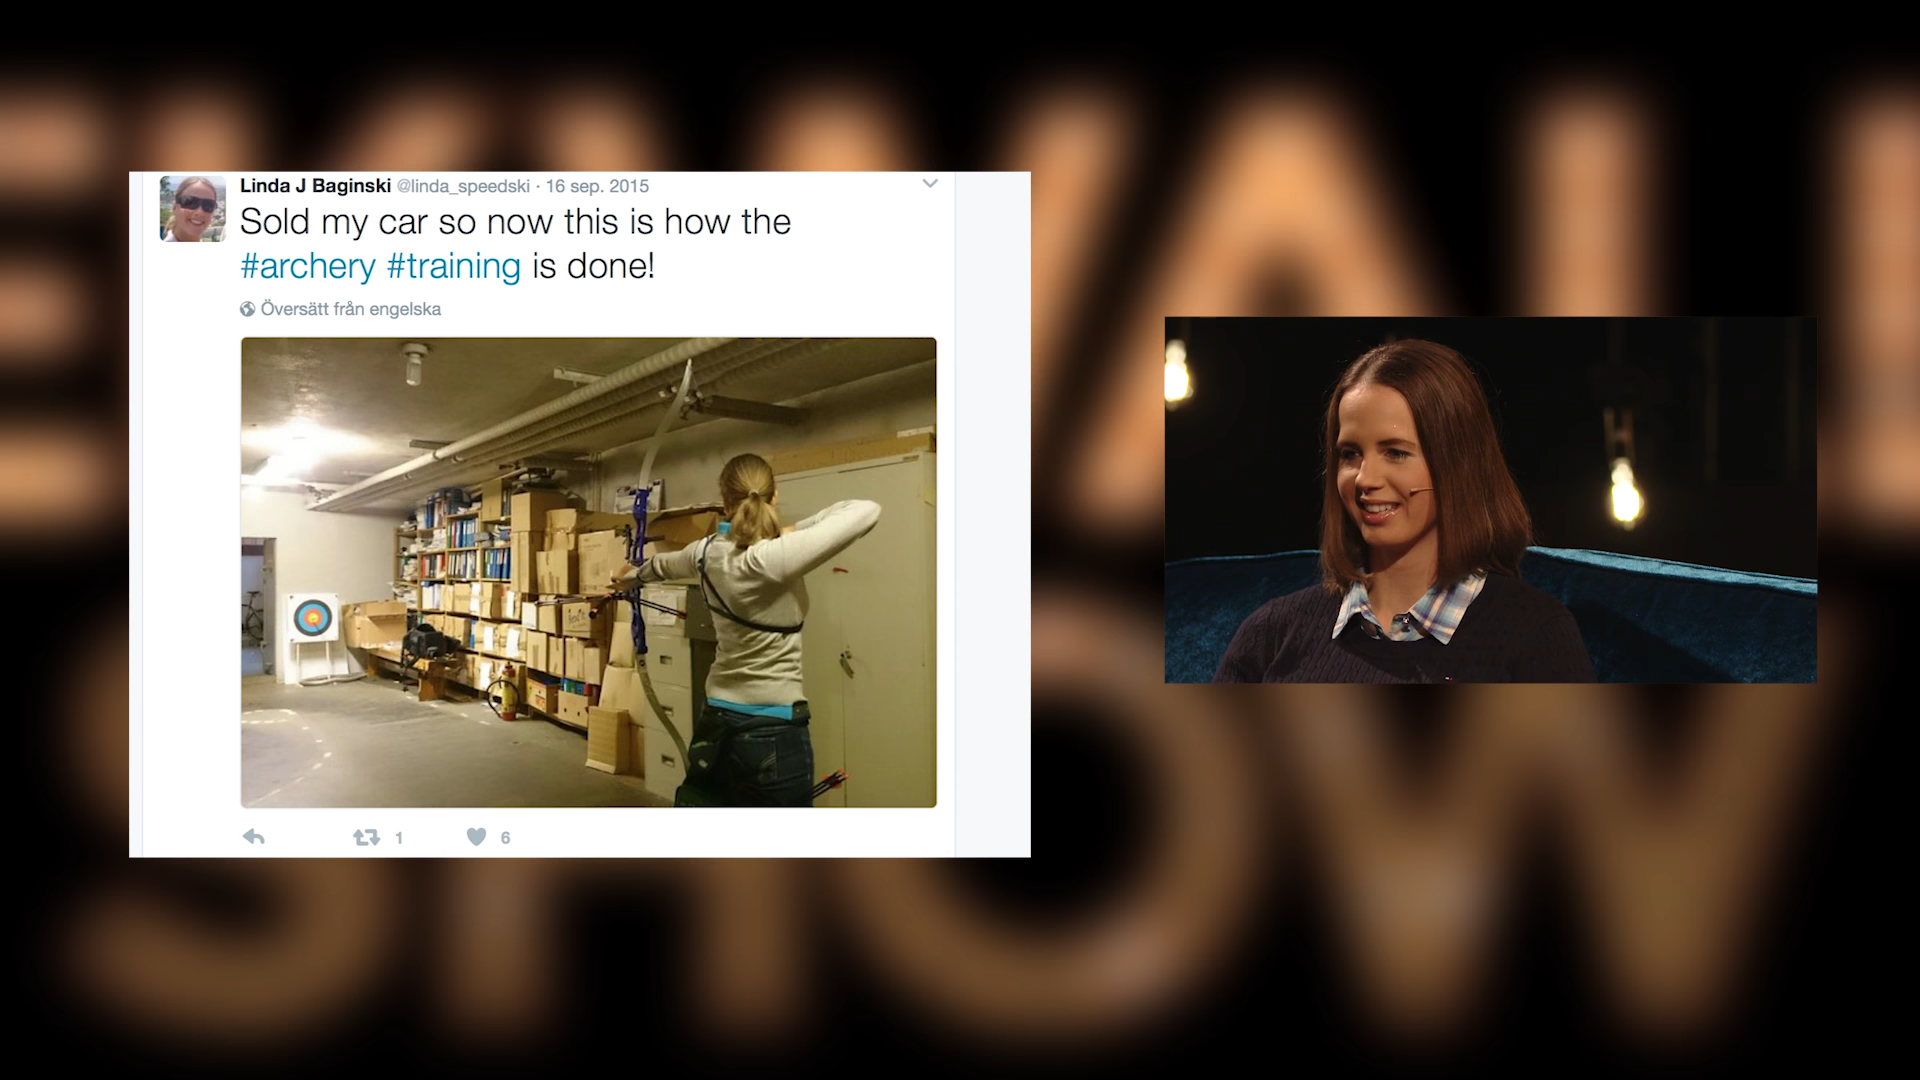 Linda J Baginski @linda_speedski · 16 sep. 2015
Sold my car so now this is how the
#archery #training is done!
Översätt från engelska
1 6
SHOW